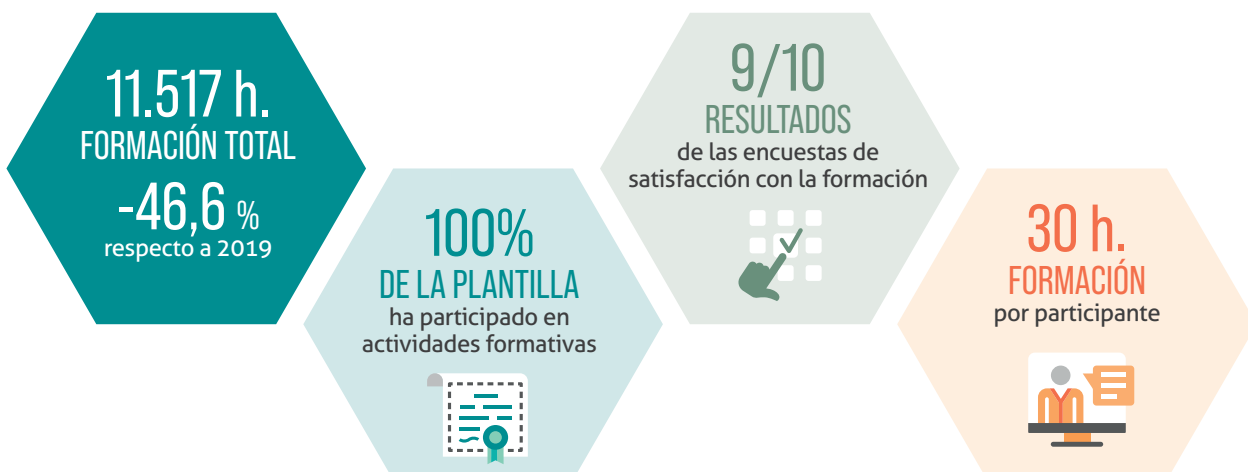 11.517 h.
FORMACIÓN TOTAL
-46,6 %
respecto a 2019
100%
DE LA PLANTILLA
ha participado en
actividades formativas
9/10
RESULTADOS
de las encuestas de
satisfacción con la formación
30 h.
FORMACIÓN
por participante